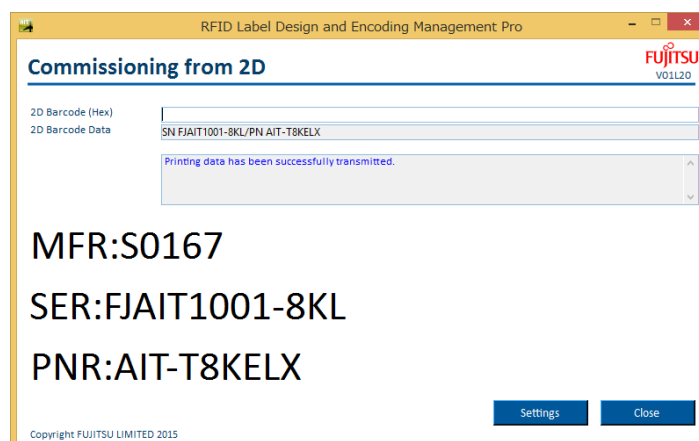 RFID Label Design and Encoding Management Pro
Commissioning from 2D
FUJITSU
V01L20
2D Barcode (Hex)
2D Barcode Data
SN FJAIT1001-8KL/PN AIT-T8KELX
Printing data has been successfully transmitted.
MFR:S0167
SER:FJAIT1001-8KL
PNR:AIT-T8KELX
Settings
Close
Copyright FUJITSU LIMITED 2015